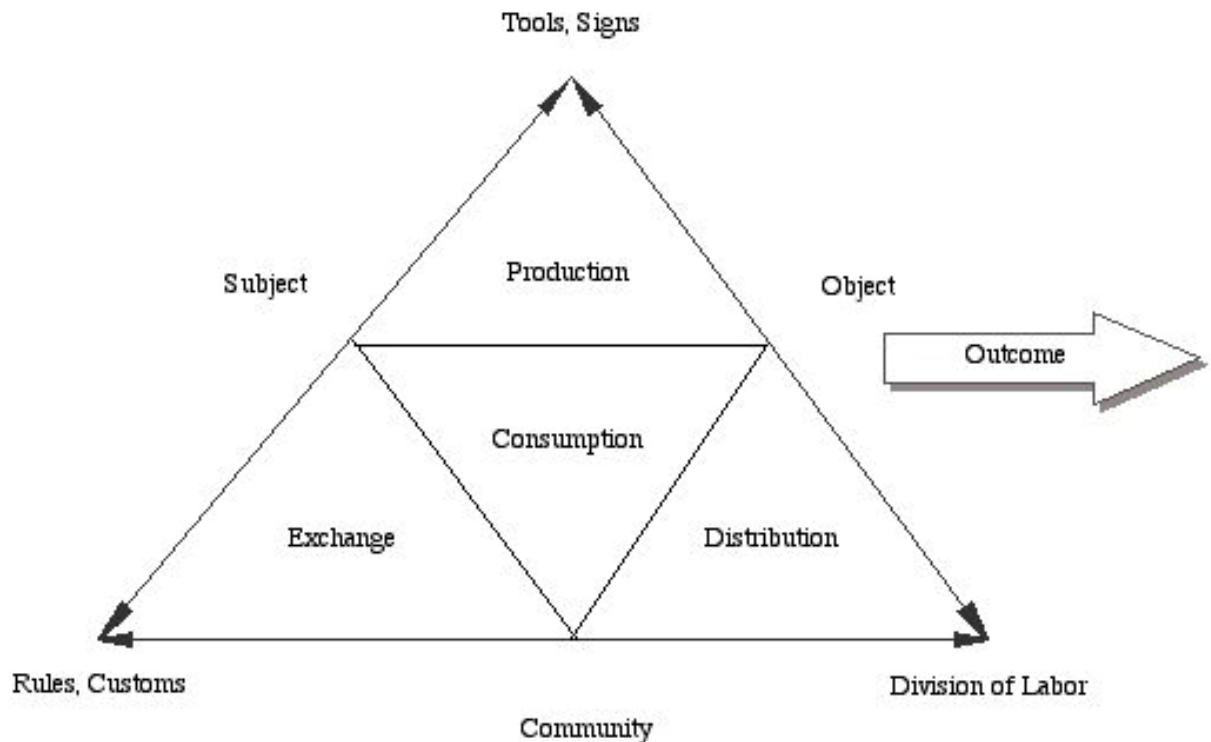 Tools, Signs
Production
Subject
Object
Outcome
Consumption
Exchange
Distribution
Rules, Customs
Division of Labor
Community